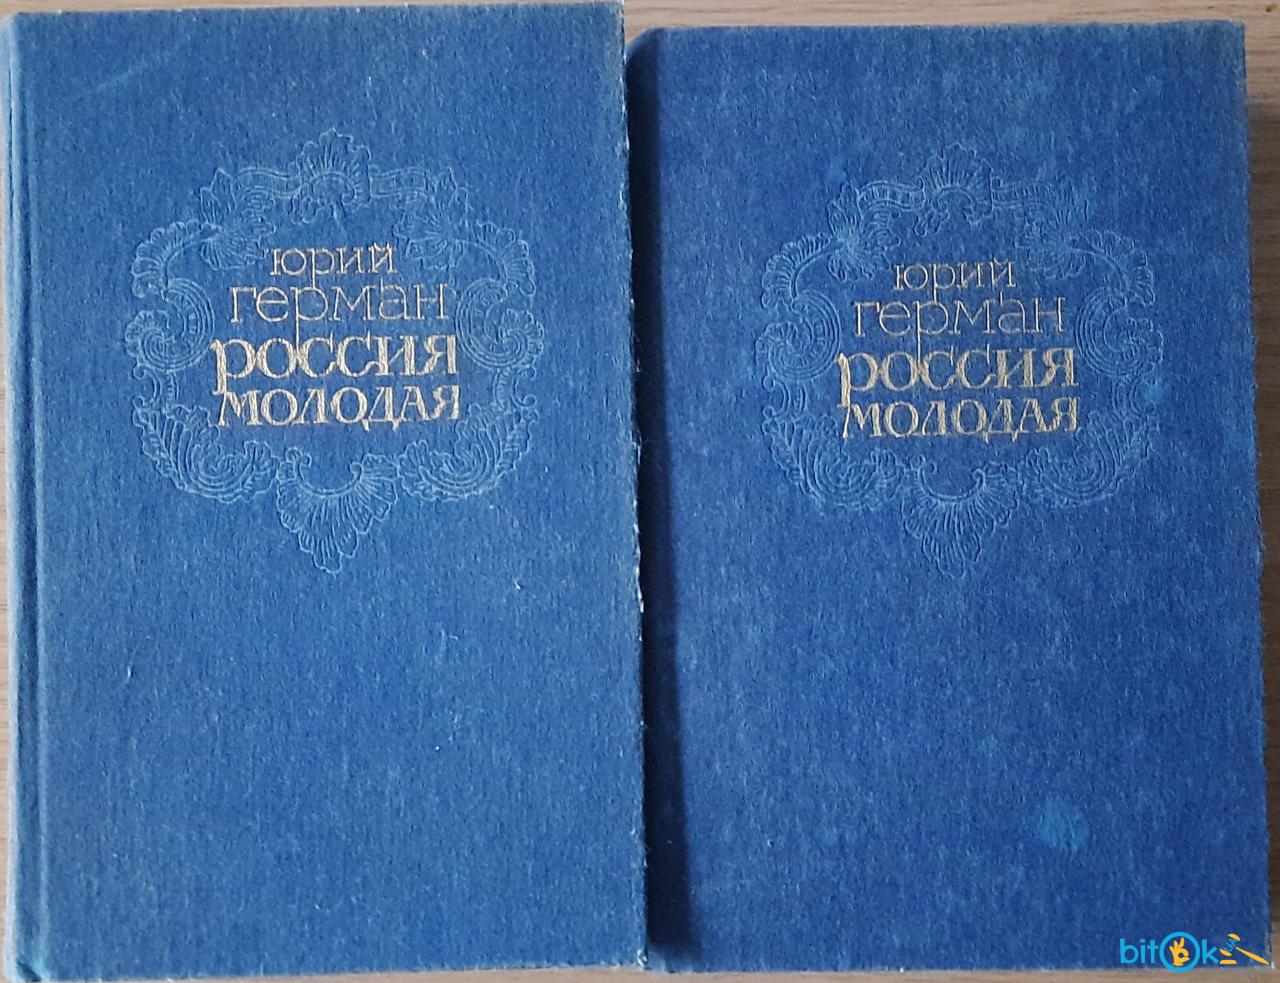 Юрий
Герман
Россия
молодая
Юрий
Герман
Россия
молодая
bitok